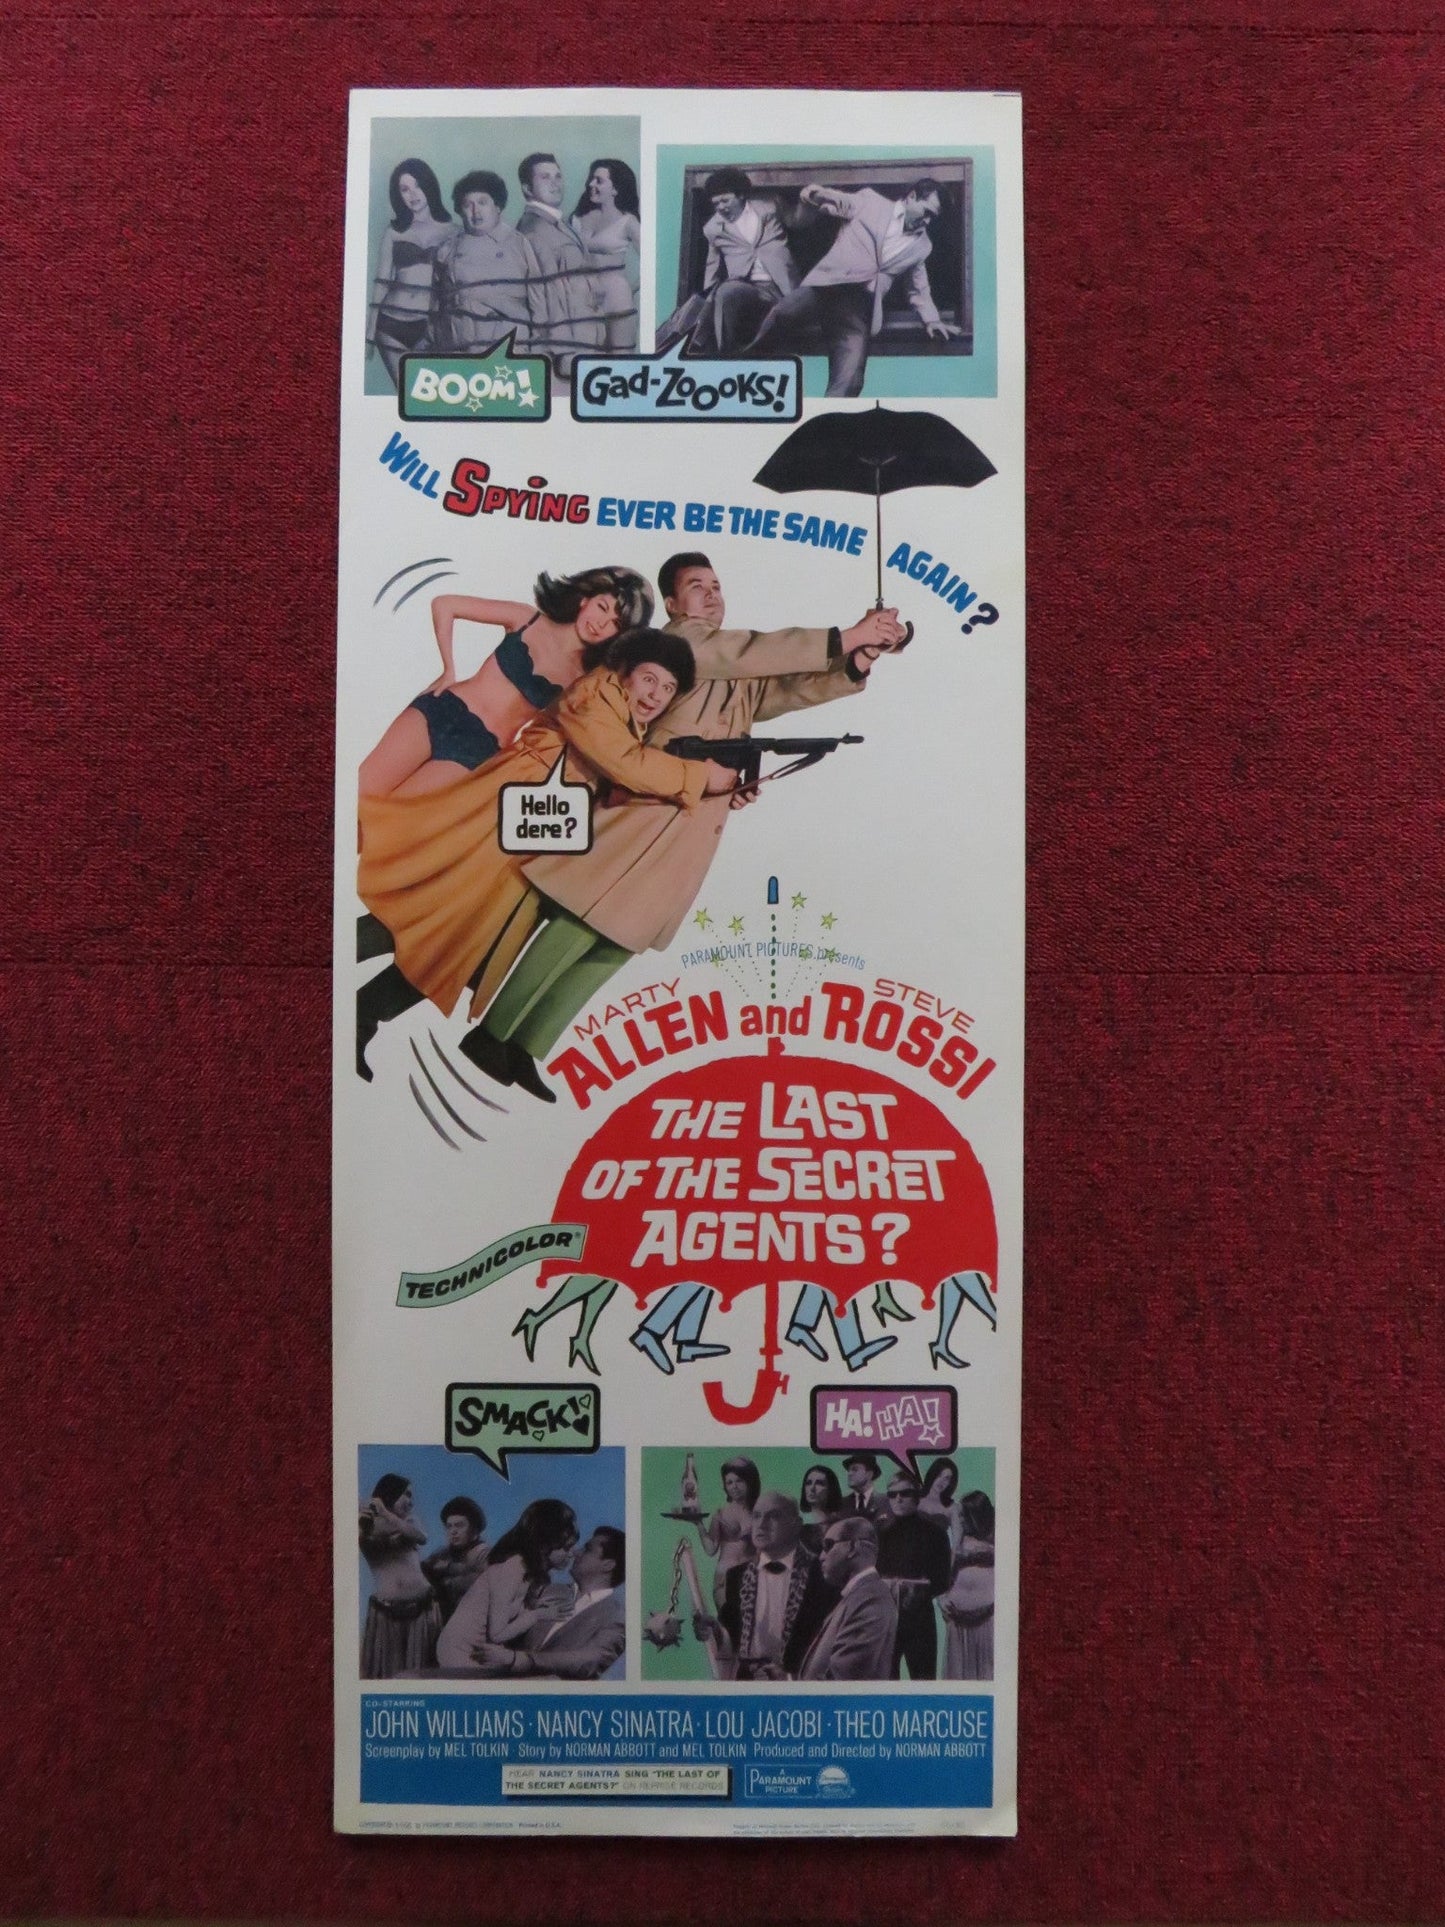 BOOM!
Gad-Zoooks!
WILL SPYING EVER BE THE SAME AGAIN?
Hello
dere?
PARAMOUNT PICTURES presents
MARTY
ALLEN and
STEVE
ROSSI
THE LAST
OF THE SECRET
AGENTS?
TECHNICOLOR®
SMACK!
HA! HA!
CO-STARRING
JOHN WILLIAMS · NANCY SINATRA · LOU JACOBI · THEO MARCUSE
Screenplay by MEL TOLKIN · Story by NORMAN ABBOTT and MEL TOLKIN Produced and Directed by NORMAN ABBOTT
HEAR NANCY SINATRA SING "THE LAST OF
THE SECRET AGENTS?" ON REPRISE RECORDS
A
PARAMOUNT
PICTURE
Printed in U.S.A.